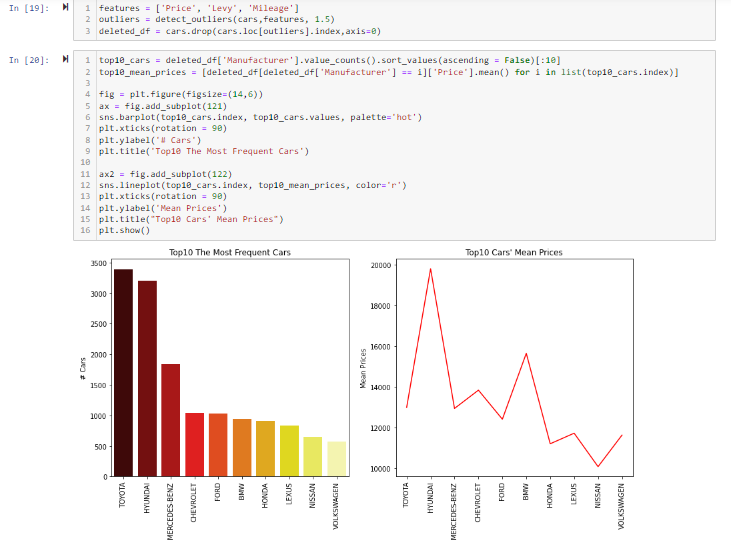 In [19]:
1 features = ['Price', 'Levy', 'Mileage']
2 outliers = detect_outliers(cars,features, 1.5)
3 deleted_df = cars.drop(cars.loc[outliers].index,axis=0)
In [20]:
1 top10_cars = deleted_df['Manufacturer'].value_counts().sort_values(ascending = False)[:10]
2 top10_mean_prices = [deleted_df[deleted_df['Manufacturer'] == i]['Price'].mean() for i in list(top10_cars.index)]
3
4 fig = plt.figure(figsize=(14,6))
5 ax = fig.add_subplot(121)
6 sns.barplot(top10_cars.index, top10_cars.values, palette='hot')
7 plt.xticks(rotation = 90)
8 plt.ylabel('# Cars')
9 plt.title('Top10 The Most Frequent Cars')
10
11 ax2 = fig.add_subplot(122)
12 sns.lineplot(top10_cars.index, top10_mean_prices, color='r')
13 plt.xticks(rotation = 90)
14 plt.ylabel('Mean Prices')
15 plt.title("Top10 Cars' Mean Prices")
16 plt.show()
Top10 The Most Frequent Cars
3500
3000
2500
2000
1500
1000
500
0
# Cars
TOYOTA
HYUNDAI
MERCEDES-BENZ
CHEVROLET
FORD
BMW
HONDA
LEXUS
NISSAN
VOLKSWAGEN
Top10 Cars' Mean Prices
20000
18000
16000
14000
12000
10000
Mean Prices
TOYOTA
HYUNDAI
MERCEDES-BENZ
CHEVROLET
FORD
BMW
HONDA
LEXUS
NISSAN
VOLKSWAGEN